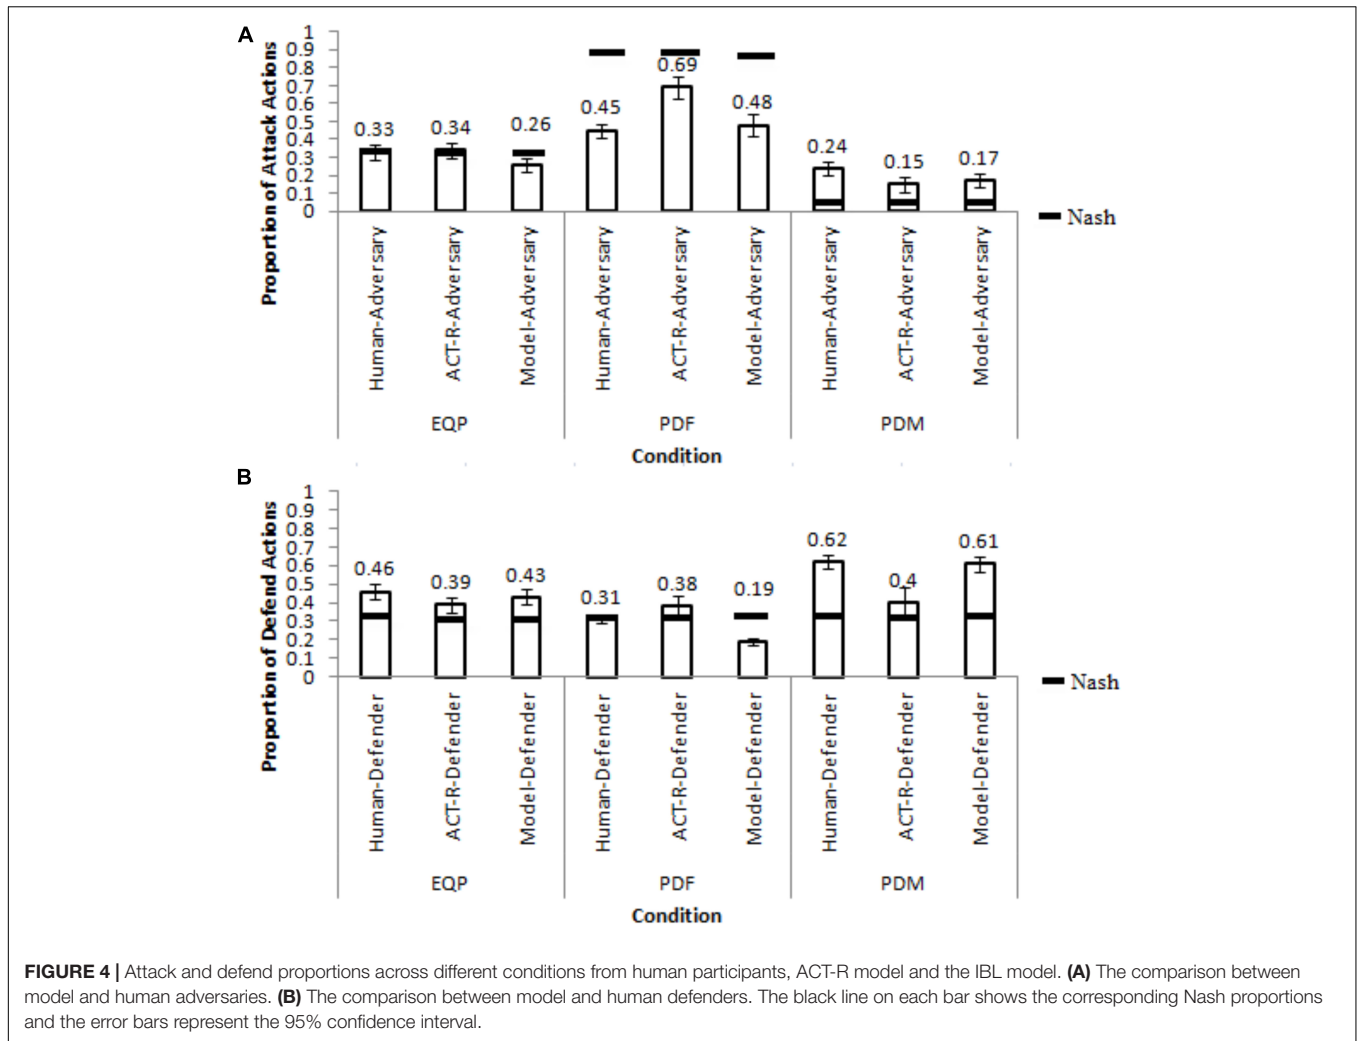 A
Proportion of Attack Actions
1
0.9
0.8
0.7
0.6
0.5
0.4
0.3
0.2
0.1
0
0.33
0.34
0.26
0.45
0.69
0.48
0.24
0.15
0.17
Nash
Human-Adversary
ACT-R-Adversary
Model-Adversary
Human-Adversary
ACT-R-Adversary
Model-Adversary
Human-Adversary
ACT-R-Adversary
Model-Adversary
EQP
PDF
PDM
Condition
B
Proportion of Defend Actions
1
0.9
0.8
0.7
0.6
0.5
0.4
0.3
0.2
0.1
0
0.46
0.39
0.43
0.31
0.38
0.19
0.62
0.4
0.61
Nash
Human-Defender
ACT-R-Defender
Model-Defender
Human-Defender
ACT-R-Defender
Model-Defender
Human-Defender
ACT-R-Defender
Model-Defender
EQP
PDF
PDM
Condition
FIGURE 4 | Attack and defend proportions across different conditions from human participants, ACT-R model and the IBL model. (A) The comparison between
model and human adversaries. (B) The comparison between model and human defenders. The black line on each bar shows the corresponding Nash proportions
and the error bars represent the 95% confidence interval.